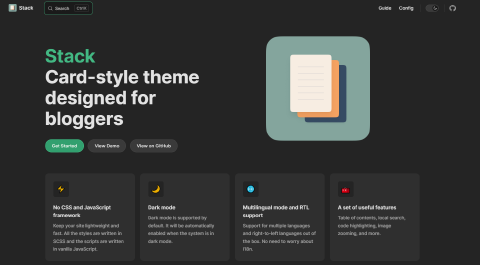 Stack
Search
Ctrl K
Guide
Config
Stack
Card-style theme
designed for
bloggers
Get Started
View Demo
View on GitHub
No CSS and JavaScript
framework
Keep your site lightweight and
fast. All the styles are written in
SCSS and the scripts are written
in vanilla JavaScript.
Dark mode
Dark mode is supported by
default. It will be automatically
enabled when the system is in
dark mode.
Multilingual mode and RTL
support
Support for multiple languages
and right-to-left languages out
of the box. No need to worry about
i18n.
A set of useful features
Table of contents, local search,
code highlighting, image
zooming, and more.